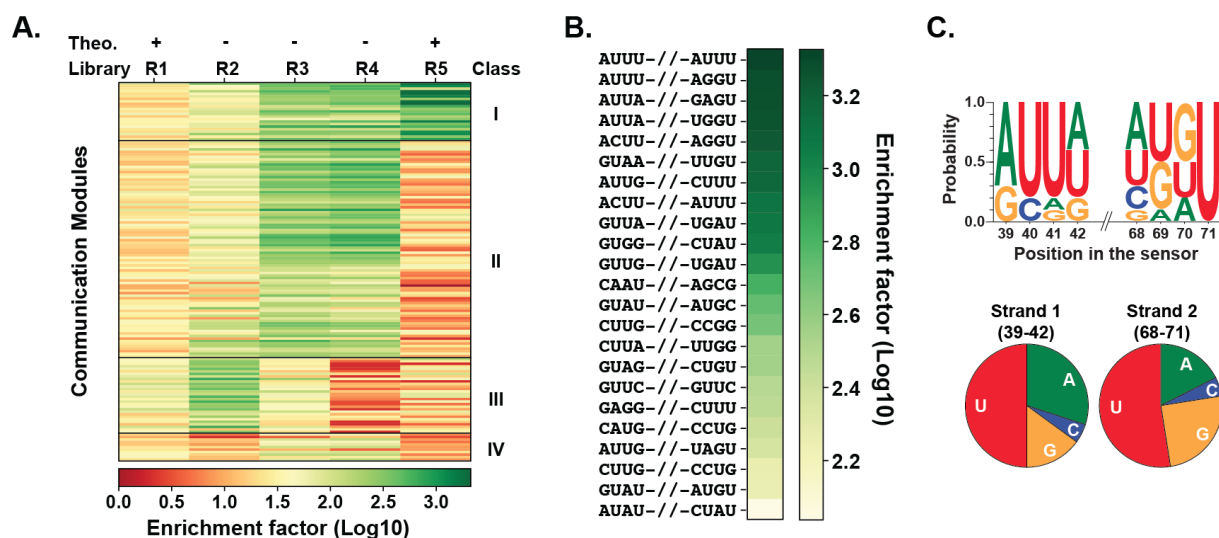 A.
Theo. + - - - +
Library R1 R2 R3 R4 R5 Class
I
II
III
IV
Communication Modules
0.0 0.5 1.0 1.5 2.0 2.5 3.0
Enrichment factor (Log10)
B.
AUUU-//-AUUU
AUUU-//-AGGU
AUUA-//-GAGU
AUUA-//-UGGU
ACUU-//-AGGU
GUAA-//-UUGU
AUUG-//-CUUU
ACUU-//-AUUU
GUUA-//-UGAU
GUGG-//-CUAU
GUUG-//-UGAU
CAAU-//-AGCG
GUAU-//-AUGC
CUUG-//-CCGG
CUUA-//-UUGG
GUAG-//-CUGU
GUUC-//-GUUC
GAGG-//-CUUU
CAUG-//-CCUG
AUUG-//-UAGU
CUUG-//-CCUG
GUAU-//-AUGU
AUAU-//-CUAU
3.2
3.0
2.8
2.6
2.4
2.2
Enrichment factor (Log10)
C.
Probability
1.0
0.5
0.0
A U U A A U G U
G C A U U G U
G G C A A
G
39 40 41 42 // 68 69 70 71
Position in the sensor
Strand 1
(39-42)
U A C G
Strand 2
(68-71)
U A C G